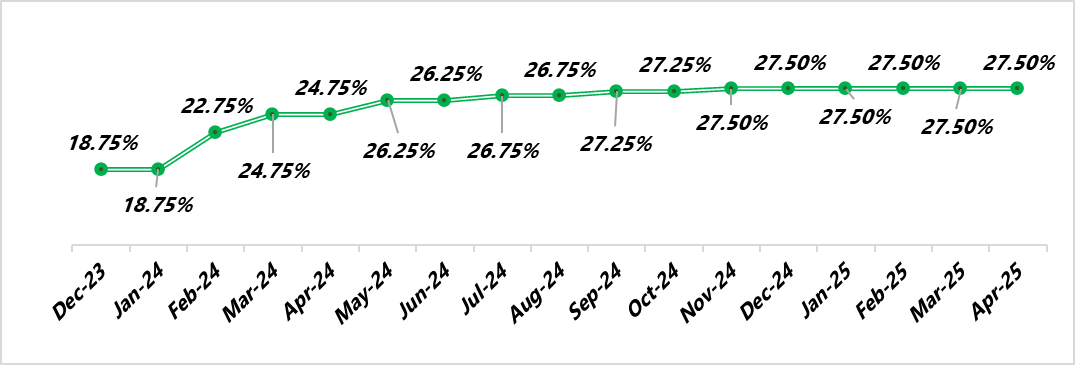 18.75%
18.75%
22.75%
24.75%
24.75%
26.25%
26.25%
26.75%
26.75%
27.25%
27.25%
27.50%
27.50%
27.50%
27.50%
27.50%
27.50%
Dec-23
Jan-24
Feb-24
Mar-24
Apr-24
May-24
Jun-24
Jul-24
Aug-24
Sep-24
Oct-24
Nov-24
Dec-24
Jan-25
Feb-25
Mar-25
Apr-25